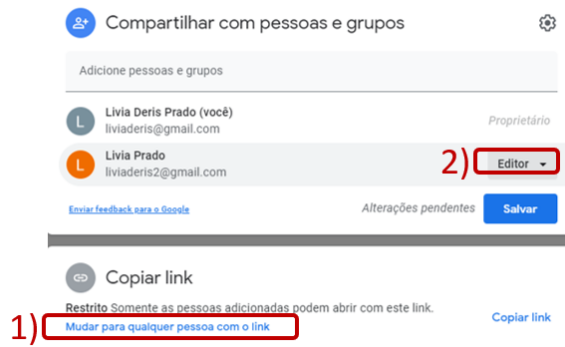 Compartilhar com pessoas e grupos
Adicione pessoas e grupos
L
Livia Deris Prado (você)
liviaderis@gmail.com
Proprietário
L
Livia Prado
liviaderis2@gmail.com
2)
Editor
Enviar feedback para o Google
Alterações pendentes
Salvar
Copiar link
Restrito Somente as pessoas adicionadas podem abrir com este link.
1)
Mudar para qualquer pessoa com o link
Copiar link